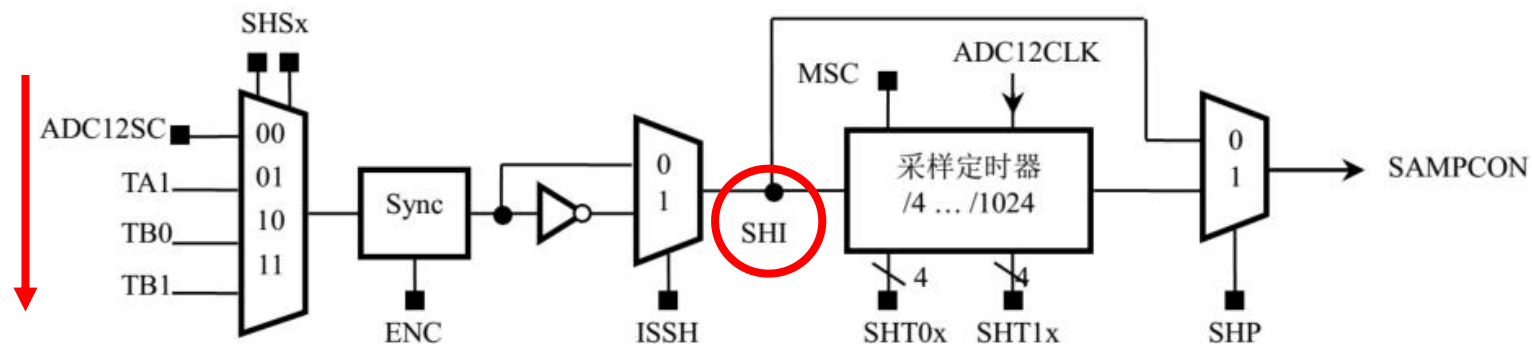 SHSx
ADC12SC
TA1
TB0
TB1
00
01
10
11
Sync
ENC
0
1
ISSH
SHI
MSC
ADC12CLK
采样定时器
/4 … /1024
4
4
SHT0x
SHT1x
0
1
SHP
SAMPCON